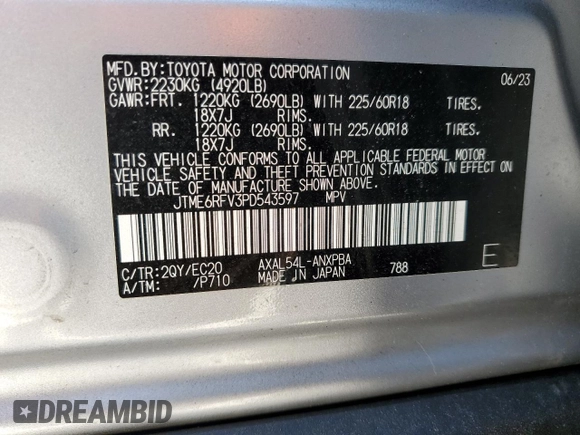 MFD.BY:TOYOTA MOTOR CORPORATION 06/23
GVWR:2230KG (4920LB)
GAWR:FRT. 1220KG (2690LB) WITH 225/60R18 TIRES.
18X7J RIMS.
RR. 1220KG (2690LB) WITH 225/60R18 TIRES.
18X7J RIMS.
THIS VEHICLE CONFORMS TO ALL APPLICABLE FEDERAL MOTOR
VEHICLE SAFETY AND THEFT PREVENTION STANDARDS IN EFFECT ON
THE DATE OF MANUFACTURE SHOWN ABOVE.
JTME6RFV3PD543597 MPV
C/TR:2QY/EC20 AXAL54L-ANXPBA 788 E
A/TM: /P710 MADE IN JAPAN
DREAMBID